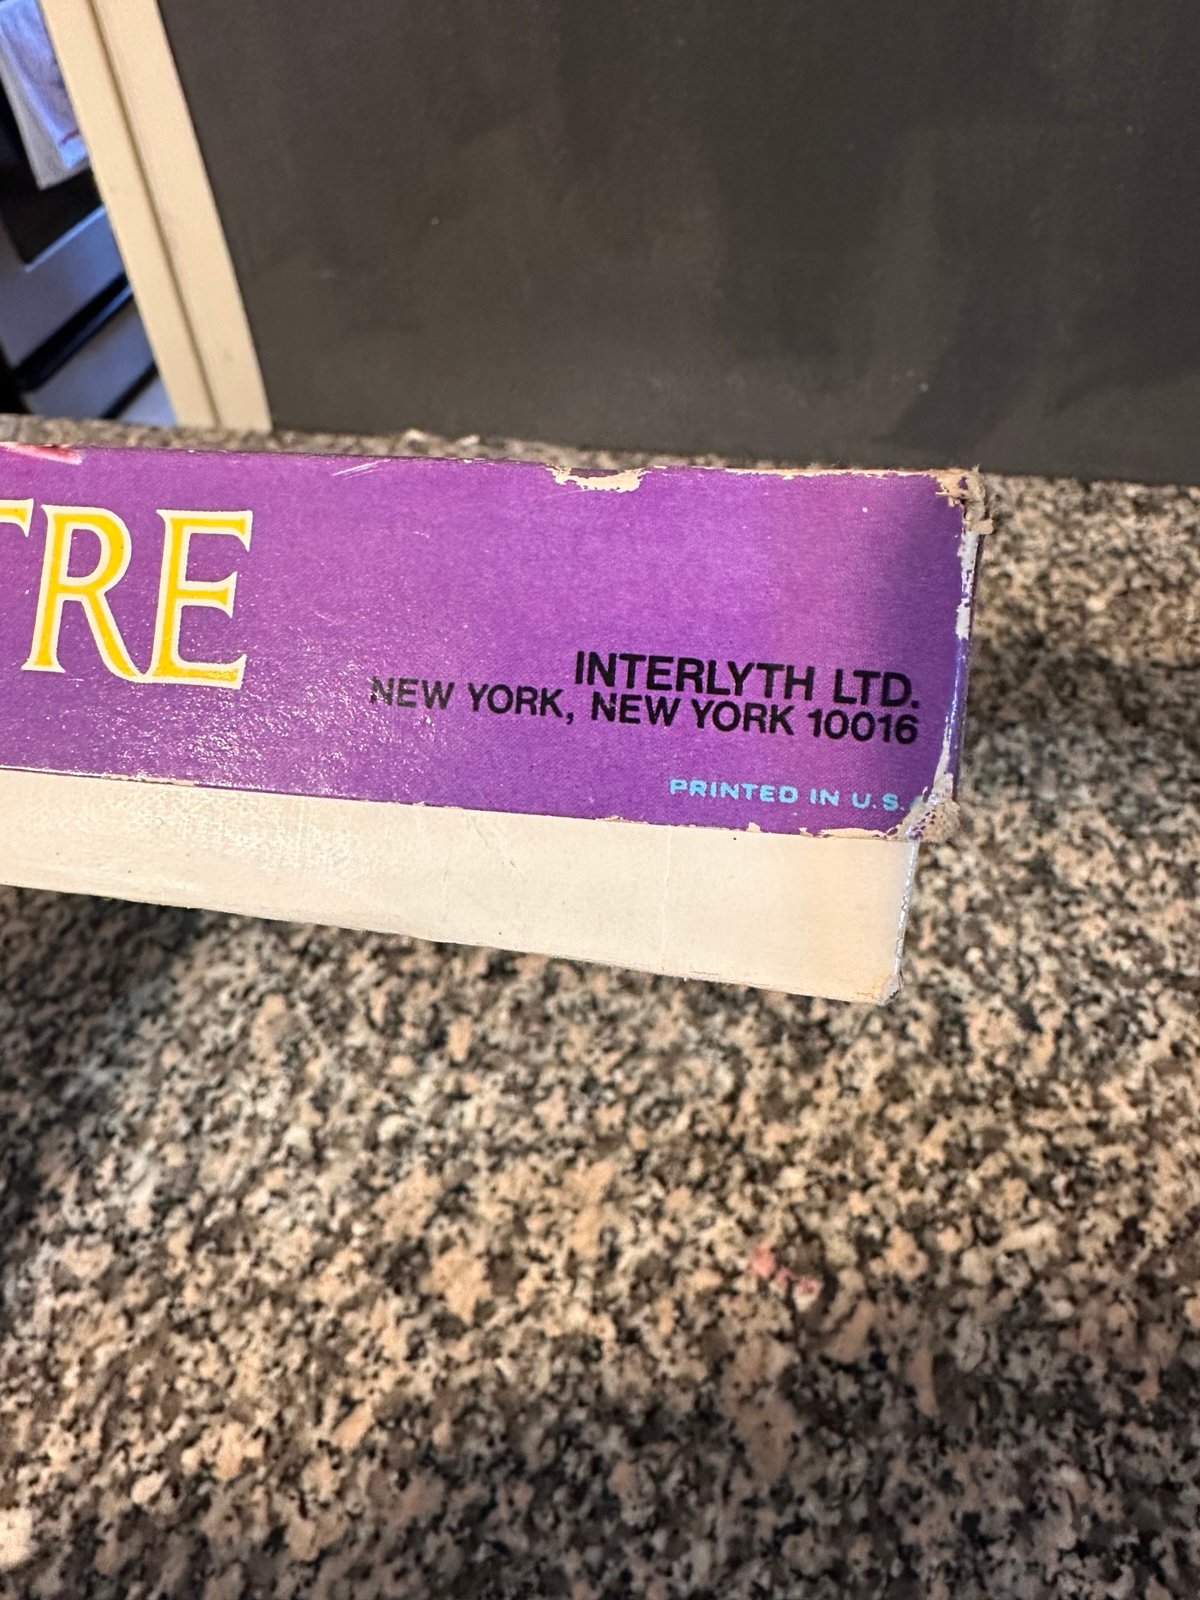 TRE
INTERLYTH LTD.
NEW YORK, NEW YORK 10016
PRINTED IN U.S.